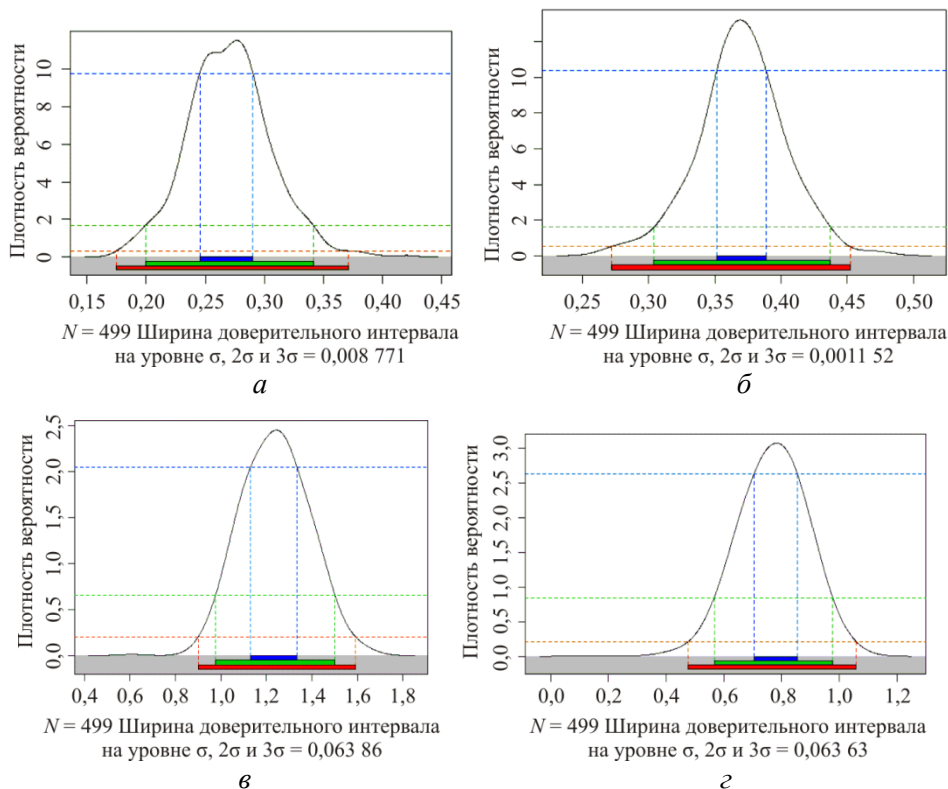 Плотность вероятности
10
8
6
4
2
0
0,15 0,20 0,25 0,30 0,35 0,40 0,45
N = 499 Ширина доверительного интервала
на уровне σ, 2σ и 3σ = 0,008 771
а
Плотность вероятности
10
8
6
4
2
0
0,25 0,30 0,35 0,40 0,45 0,50
N = 499 Ширина доверительного интервала
на уровне σ, 2σ и 3σ = 0,0011 52
б
Плотность вероятности
2,5
2,0
1,5
1,0
0,5
0,0
0,4 0,6 0,8 1,0 1,2 1,4 1,6 1,8
N = 499 Ширина доверительного интервала
на уровне σ, 2σ и 3σ = 0,063 86
в
Плотность вероятности
3,0
2,5
2,0
1,5
1,0
0,5
0,0
0,0 0,2 0,4 0,6 0,8 1,0 1,2
N = 499 Ширина доверительного интервала
на уровне σ, 2σ и 3σ = 0,063 63
г